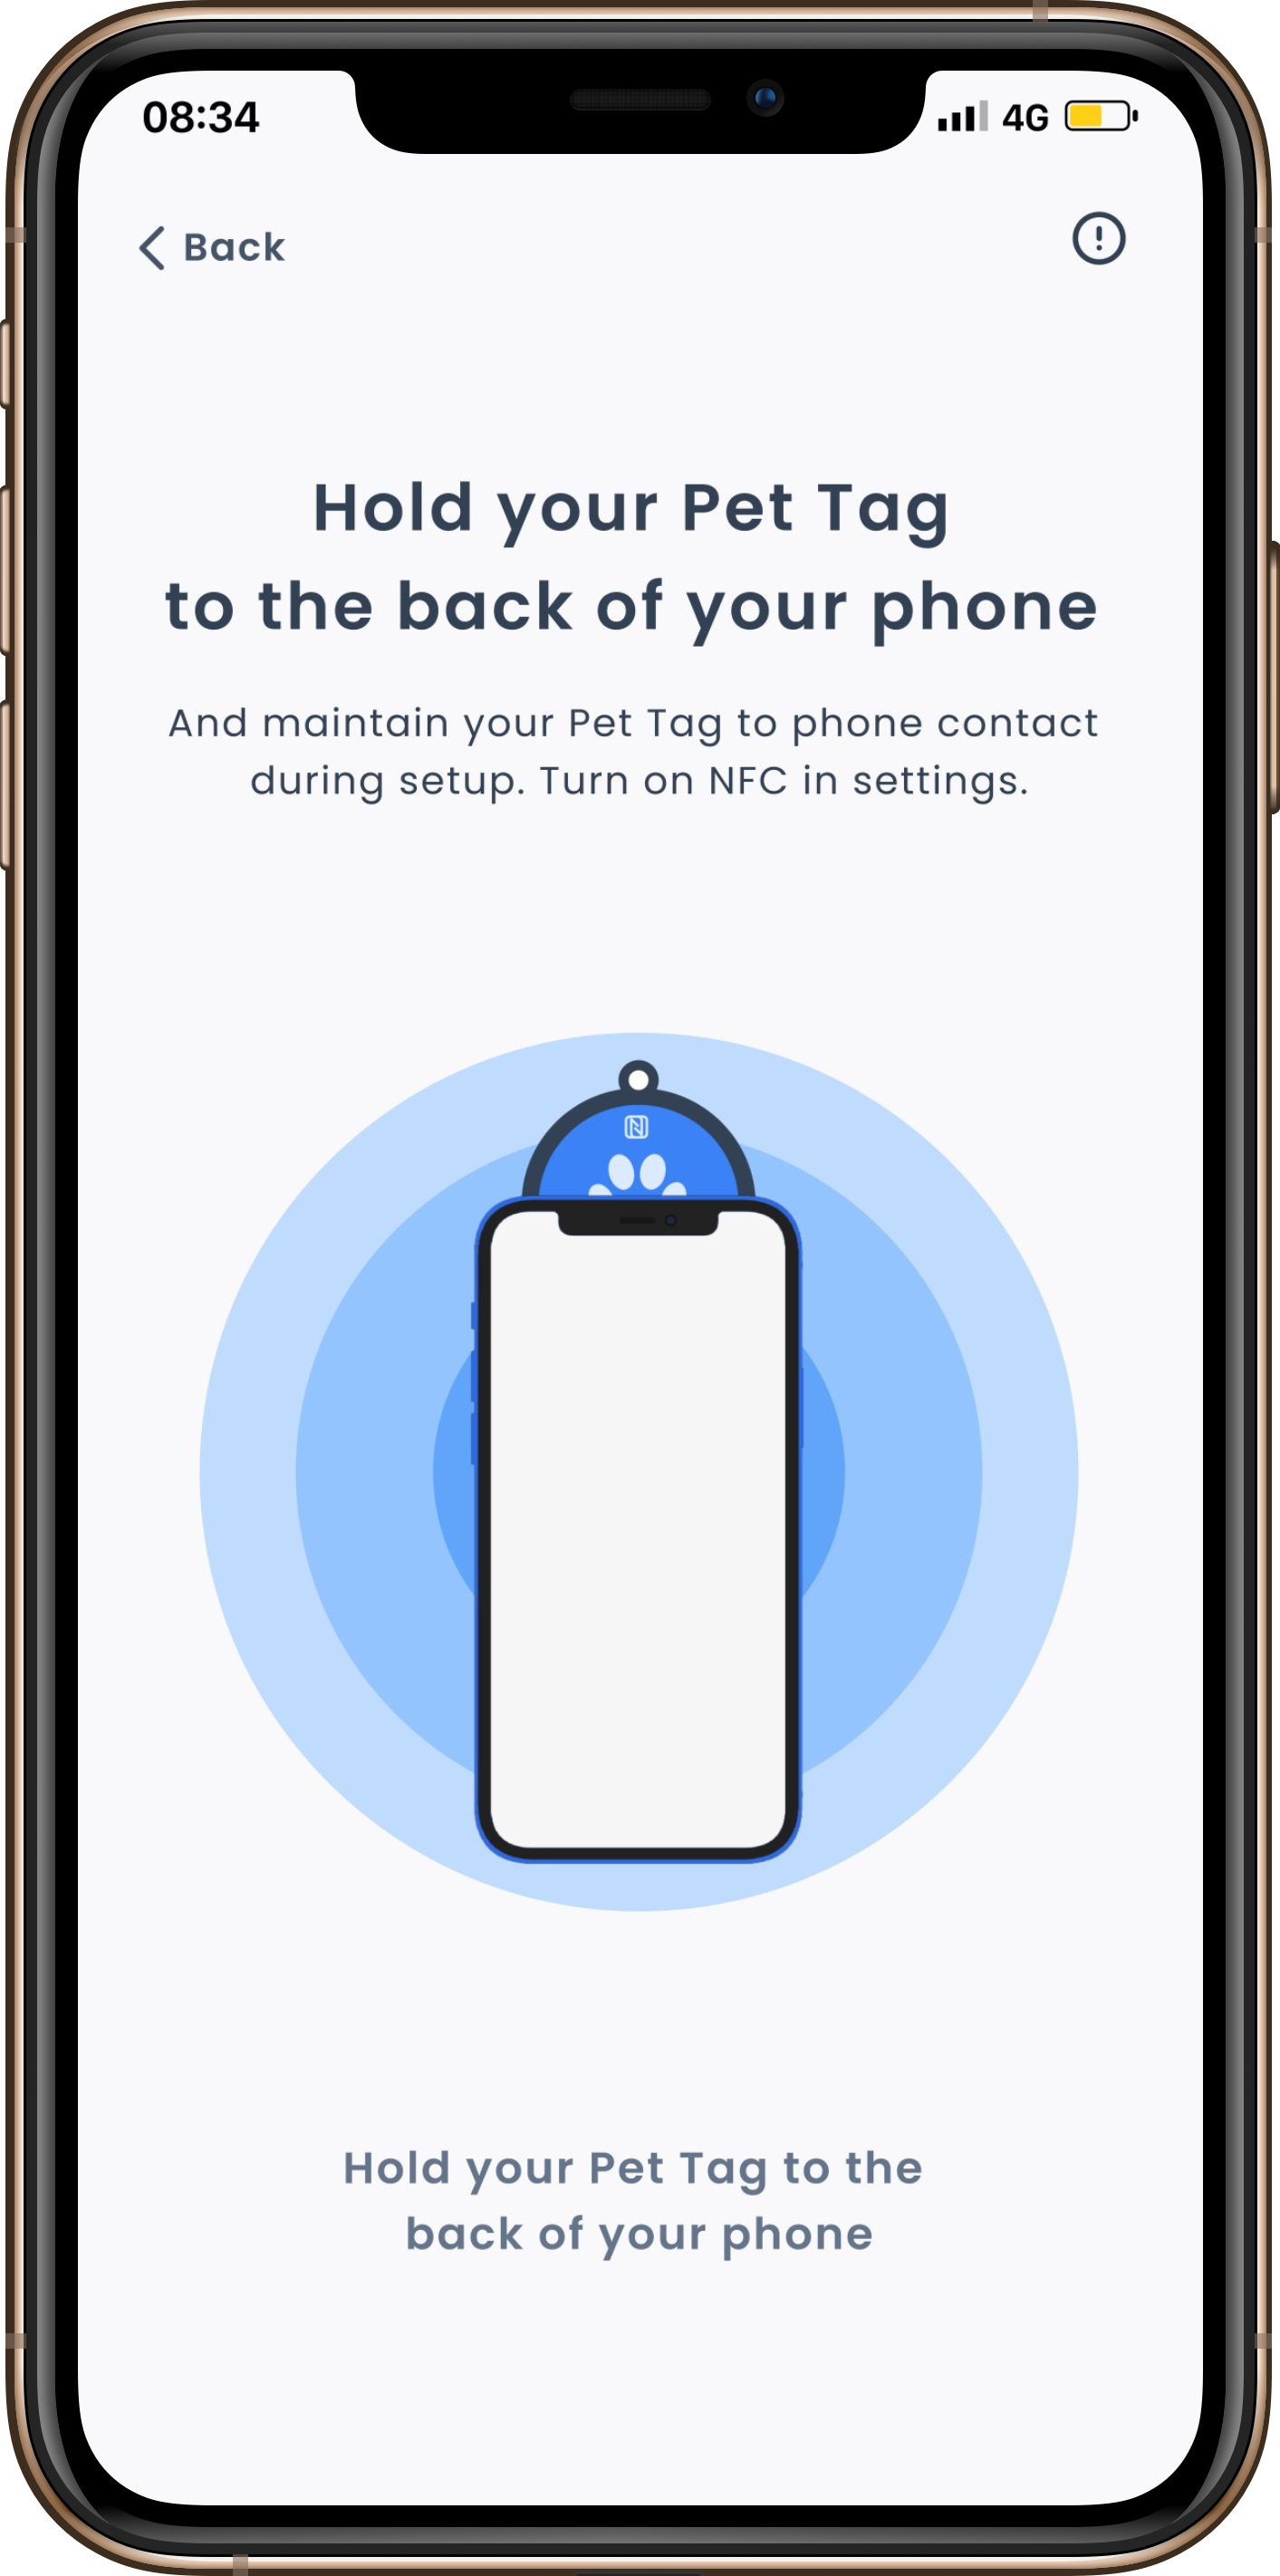 08:34
4G
Back
Hold your Pet Tag
to the back of your phone
And maintain your Pet Tag to phone contact
during setup. Turn on NFC in settings.
Hold your Pet Tag to the
back of your phone